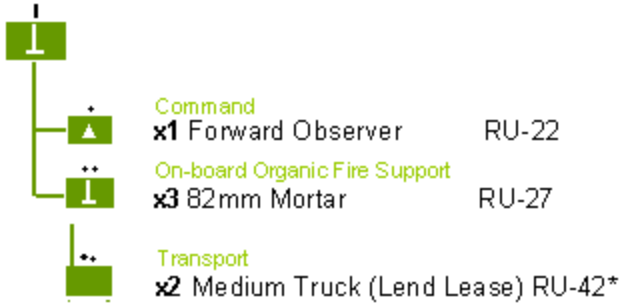 Command
x1 Forward Observer RU-22
On-board Organic Fire Support
x3 82mm Mortar RU-27
Transport
x2 Medium Truck (Lend Lease) RU-42*